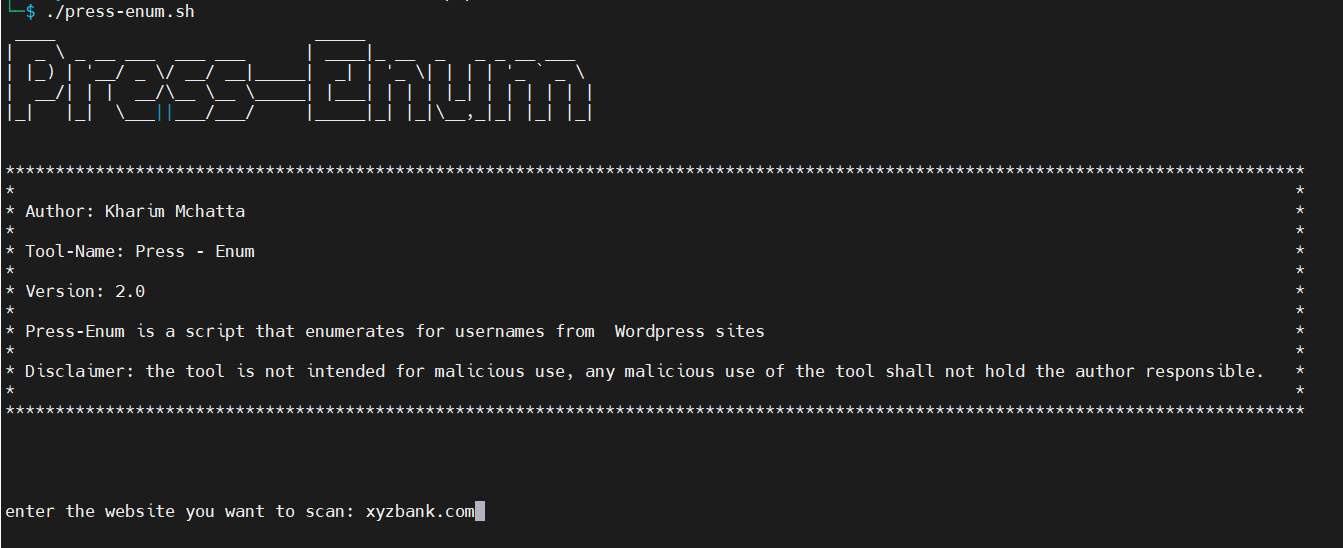 └─$ ./press-enum.sh
Press-Enum
*
* Author: Kharim Mchatta *
*
* Tool-Name: Press - Enum *
*
* Version: 2.0 *
*
* Press-Enum is a script that enumerates for usernames from  Wordpress sites *
*
* Disclaimer: the tool is not intended for malicious use, any malicious use of the tool shall not hold the author responsible. *
*
enter the website you want to scan: xyzbank.com